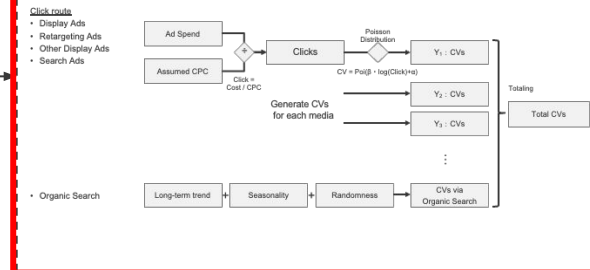 Click route
• Display Ads
• Retargeting Ads
• Other Display Ads
• Search Ads
Ad Spend
Assumed CPC
÷
Click =
Cost / CPC
Clicks
Poisson
Distribution
CV = Poi(β・log(Click)+α)
Y₁ : CVs
Generate CVs
for each media
Y₂ : CVs
Y₃ : CVs
⋮
Totaling
Total CVs
• Organic Search
Long-term trend
+
Seasonality
+
Randomness
CVs via
Organic Search